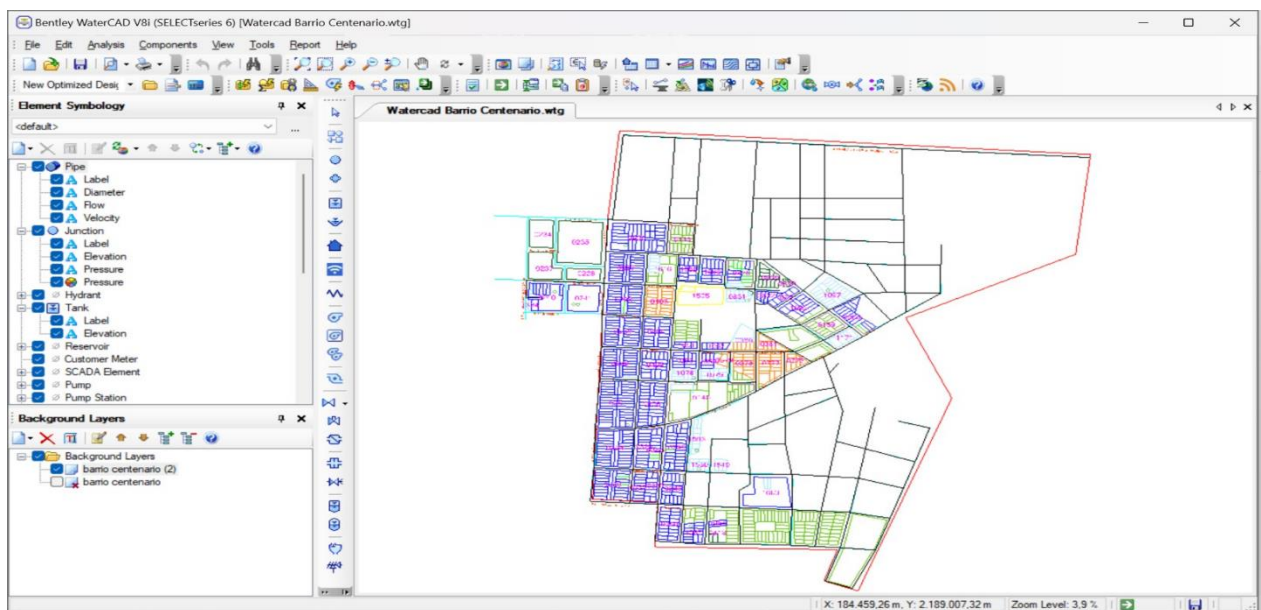 Bentley WaterCAD V8i (SELECTseries 6) [Watercad Barrio Centenario.wtg]
File Edit Analysis Components View Tools Report Help
New Optimized Desig
Element Symbology
<default>
Pipe
Label
Diameter
Flow
Velocity
Junction
Label
Elevation
Pressure
Pressure
Hydrant
Tank
Label
Elevation
Reservoir
Customer Meter
SCADA Element
Pump
Pump Station
Background Layers
Background Layers
barrio centenario (2)
barrio centenario
Watercad Barrio Centenario.wtg
X: 184.459,26 m, Y: 2.189.007,32 m Zoom Level: 3,9 %